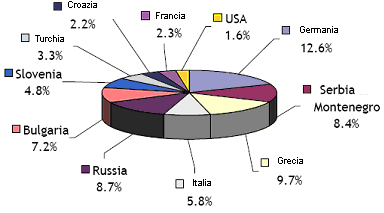 Croazia
2.2%
Francia
2.3%
USA
1.6%
Germania
12.6%
Turchia
3.3%
Slovenia
4.8%
Serbia
Montenegro
8.4%
Bulgaria
7.2%
Russia
8.7%
Italia
5.8%
Grecia
9.7%